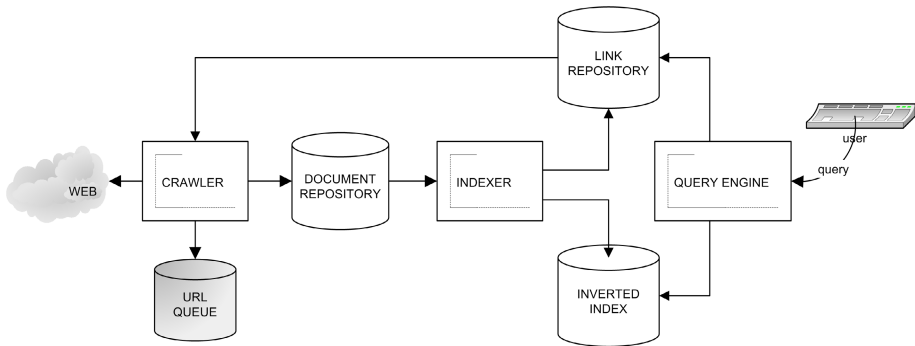 LINK
REPOSITORY
user
query
WEB
CRAWLER
DOCUMENT
REPOSITORY
INDEXER
QUERY ENGINE
URL
QUEUE
INVERTED
INDEX